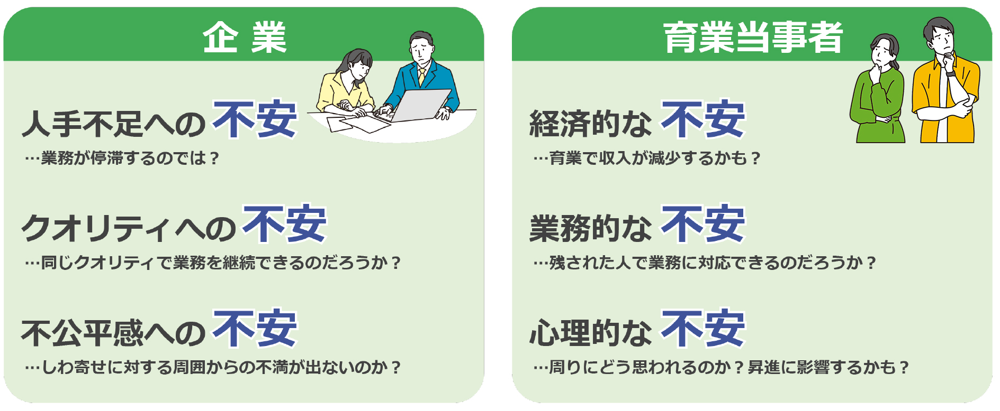 企業
人手不足への不安
…業務が停滞するのでは？
クオリティへの不安
…同じクオリティで業務を継続できるのだろうか？
不公平感への不安
…しわ寄せに対する周囲からの不満が出ないのか？
育業当事者
経済的な不安
…育業で収入が減少するかも？
業務的な不安
…残された人で業務に対応できるのだろうか？
心理的な不安
…周りにどう思われるのか？昇進に影響するかも？